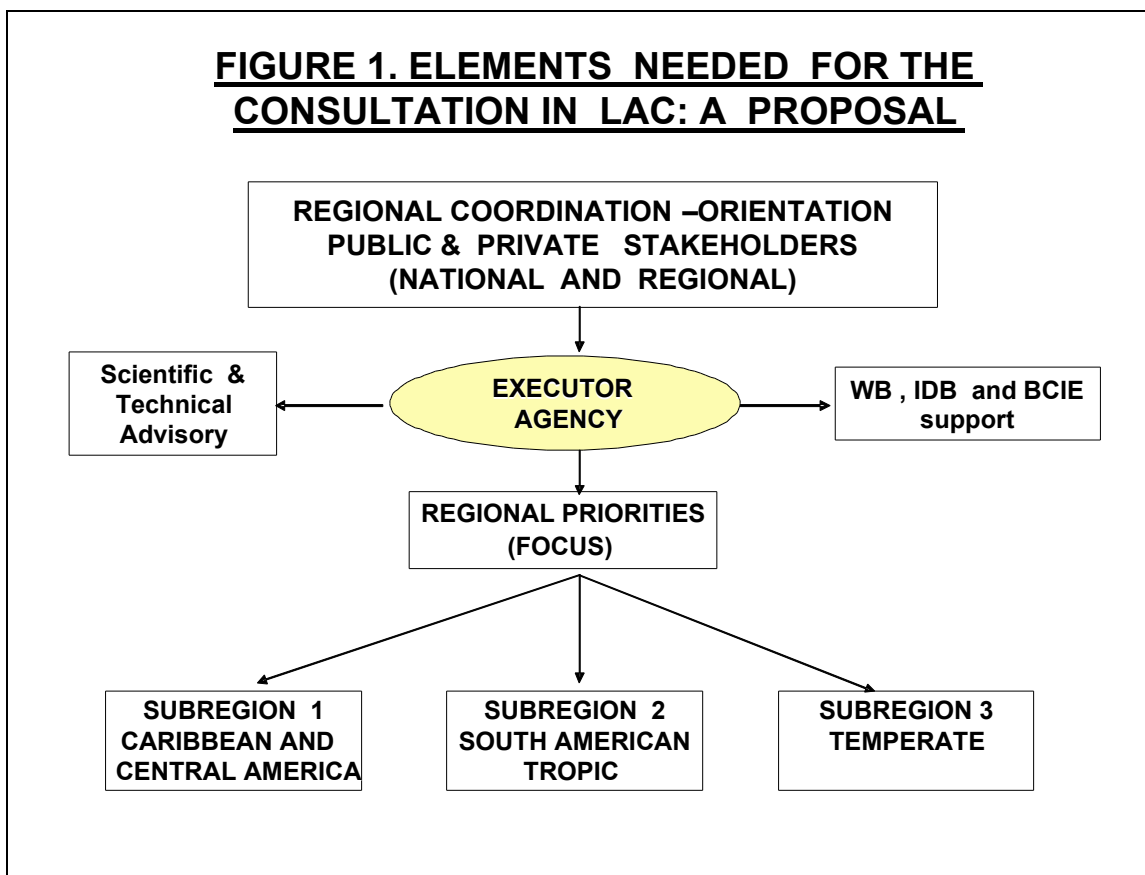 FIGURE 1. ELEMENTS NEEDED FOR THE
CONSULTATION IN LAC: A PROPOSAL
REGIONAL COORDINATION –ORIENTATION
PUBLIC & PRIVATE STAKEHOLDERS
(NATIONAL AND REGIONAL)
Scientific &
Technical
Advisory
EXECUTOR
AGENCY
WB , IDB and BCIE
support
REGIONAL PRIORITIES
(FOCUS)
SUBREGION 1
CARIBBEAN AND
CENTRAL AMERICA
SUBREGION 2
SOUTH AMERICAN
TROPIC
SUBREGION 3
TEMPERATE